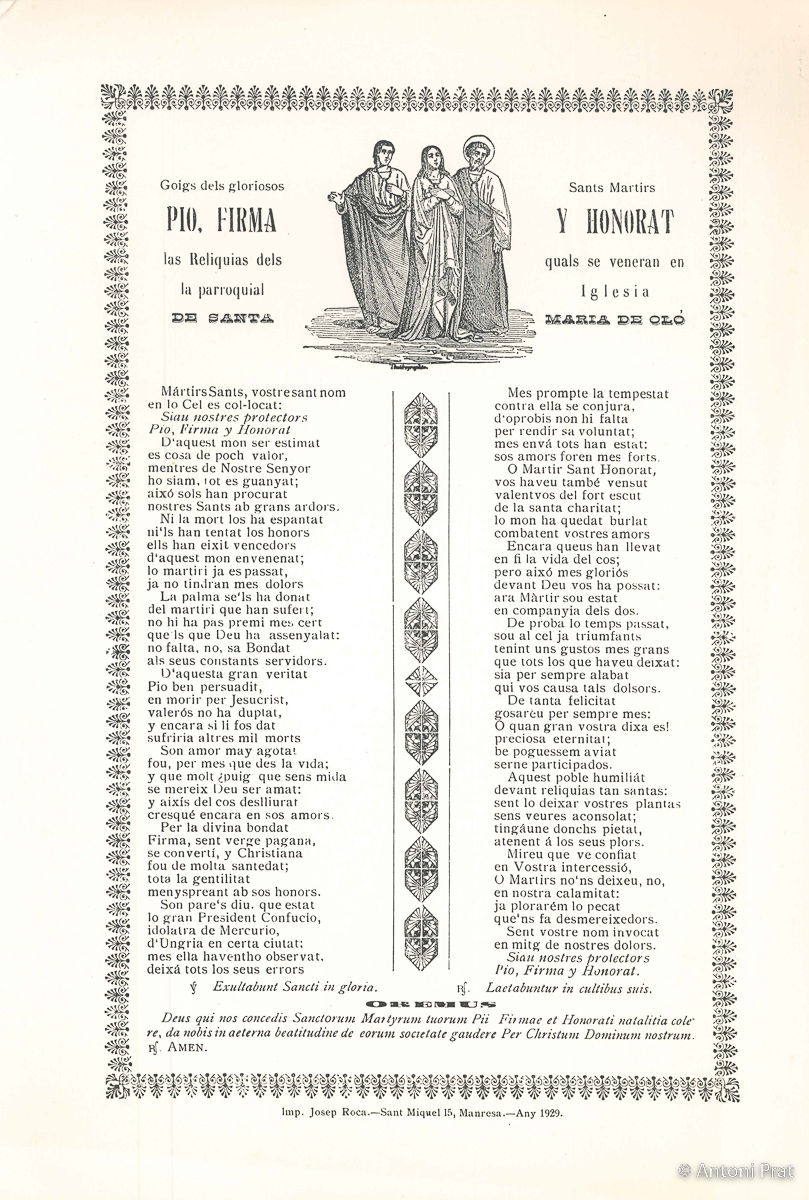 Goigs dels gloriosos
Sants Martirs
PIO, FIRMA
Y HONORAT
las Reliquias dels
quals se veneran en
la parroquial
Iglesia
DE SANTA
MARIA DE OLÓ
Mártirs Sants, vostre sant nom
en lo Cel es col-locat:
Siau nostres protectors
Pio, Firma y Honorat
D'aquest mon ser estimat
es cosa de poch valor,
mentres de Nostre Senyor
ho siam, tot es guanyat;
aixó sols han procurat
nostres Sants ab grans ardors.
Ni la mort los ha espantat
ni'ls han tentat los honors
ells han eixit vencedors
d'aquest mon envenenat;
lo martiri ja es passat,
ja no tindran mes dolors
La palma se'ls ha donat
del martiri que han sufert;
no hi ha pas premi mes cert
que'ls que Deu ha assenyalat:
no falta, no, sa Bondat
als seus constants servidors.
D'aquesta gran veritat
Pio ben persuadit,
en morir per Jesucrist,
valerós no ha duptat,
y encara si li fos dat
sufriria altres mil morts
Son amor may agotat
fou, per mes que des la vida;
y que molt ¿puig que sens mida
se mereix Deu ser amat:
y aixís del cos deslliurat
cresqué encara en sos amors.
Per la divina bondat
Firma, sent verge pagana,
se convertí, y Christiana
fou de molta santedat;
tota la gentilitat
menyspreant ab sos honors.
Son pare's diu, que estat
lo gran President Confucio,
idolatra de Mercurio,
d'Ungria en certa ciutat;
mes ella haventho observat,
deixá tots los seus errors
Mes prompte la tempestat
contra ella se conjura,
d'oprobis non hi falta
per rendir sa voluntat;
mes envá tots han estat:
sos amors foren mes forts.
O Martir Sant Honorat,
vos haveu també vensut
valentvos del fort escut
de la santa charitat;
lo mon ha quedat burlat
combatent vostres amors
Encara queus han llevat
en fi la vida del cos;
pero aixó mes gloriós
devant Deu vos ha possat:
ara Màrtir sou estat
en companyia dels dos.
De proba lo temps passat,
sou al cel ja triumfants
tenint uns gustos mes grans
que tots los que haveu deixat:
sia per sempre alabat
qui vos causa tals dolsors.
De tanta felicitat
gosareu per sempre mes:
O quan gran vostra dixa es!
preciosa eternitat;
be poguessem aviat
serne participados.
Aquest poble humiliát
devant reliquias tan santas:
sent lo deixar vostres plantas
sens veures aconsolat;
tingáune donchs pietat,
atenent á los seus plors.
Mireu que ve confiat
en Vostra intercessió,
O Martirs no'ns deixeu, no,
en nostra calamitat:
ja plorarém lo pecat
que'ns fa desmereixedors.
Sent vostre nom invocat
en mitg de nostres dolors.
Siau nostres protectors
Pio, Firma y Honorat.
℣ Exultabunt Sancti in gloria. ℟. Laetabuntur in cultibus suis.
OREMUS
Deus qui nos concedis Sanctorum Martyrum tuorum Pii Firmae et Honorati natalitia cole-
re, da nobis in aeterna beatitudine de eorum societate gaudere Per Christum Dominum nostrum.
℟. AMEN.
Imp. Josep Roca.—Sant Miquel 15, Manresa.—Any 1929.
© Antoni Prat